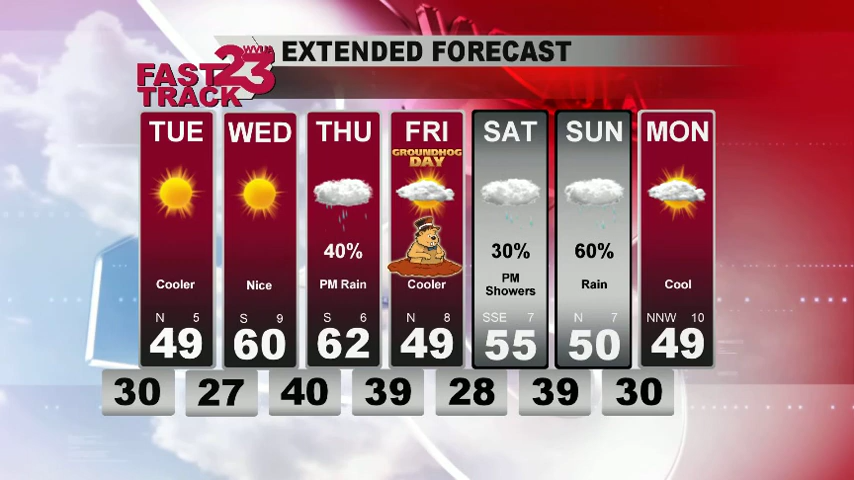 WVUA
23
FAST
TRACK
EXTENDED FORECAST
TUE
Cooler
N 5
49
WED
Nice
S 9
60
THU
40%
PM Rain
S 6
62
FRI
GROUNDHOG
DAY
Cooler
N 8
49
SAT
30%
PM
Showers
SSE 7
55
SUN
60%
Rain
N 7
50
MON
Cool
NNW 10
49
30 27 40 39 28 39 30